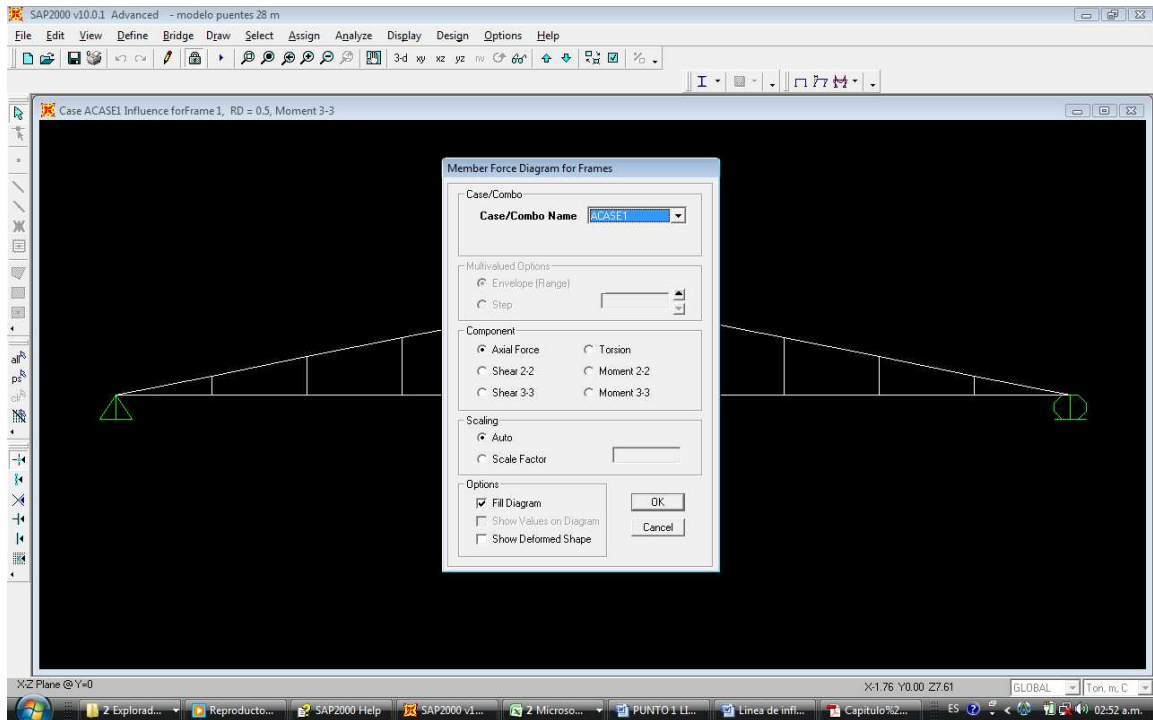 SAP2000 v10.0.1 Advanced - modelo puentes 28 m
File Edit View Define Bridge Draw Select Assign Analyze Display Design Options Help
3-d xy xz yz nv
Case ACASE1 Influence forFrame 1, RD = 0.5, Moment 3-3
Member Force Diagram for Frames
Case/Combo
Case/Combo Name ACASE1
Multivalued Options
Envelope (Range)
Step
Component
Axial Force Torsion
Shear 2-2 Moment 2-2
Shear 3-3 Moment 3-3
Scaling
Auto
Scale Factor
Options
Fill Diagram OK
Show Values on Diagram
Cancel
Show Deformed Shape
all
ps
clr
X-Z Plane @ Y=0 X-1.76 Y0.00 Z7.61 GLOBAL Ton, m, C
2 Explorad... Reproducto... SAP2000 Help SAP2000 v1... 2 Microso... PUNTO 1 LI... Linea de infl... Capitulo%2... ES 02:52 a.m.